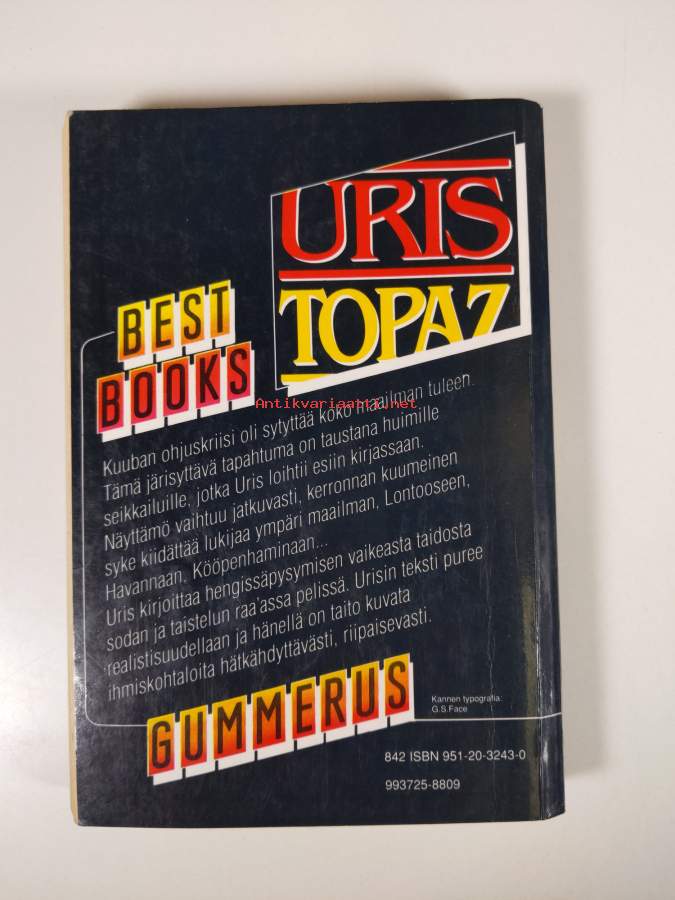 URIS
TOPAZ
BEST
BOOKS
Antikvariaatti.net
Kuuban ohjuskriisi oli sytyttää koko maailman tuleen.
Tämä järisyttävä tapahtuma on taustana huimille
seikkailuille, jotka Uris loihtii esiin kirjassaan.
Näyttämö vaihtuu jatkuvasti, kerronnan kuumeinen
syke kiidättää lukijaa ympäri maailman, Lontooseen,
Havannaan, Kööpenhaminaan...
Uris kirjoittaa hengissäpysymisen vaikeasta taidosta
sodan ja taistelun raa'assa pelissä. Urisin teksti puree
realistisuudellaan ja hänellä on taito kuvata
ihmiskohtaloita hätkähdyttävästi, riipaisevasti.
GUMMERUS
Kannen typografia:
G.S.Face
842 ISBN 951-20-3243-0
993725-8809